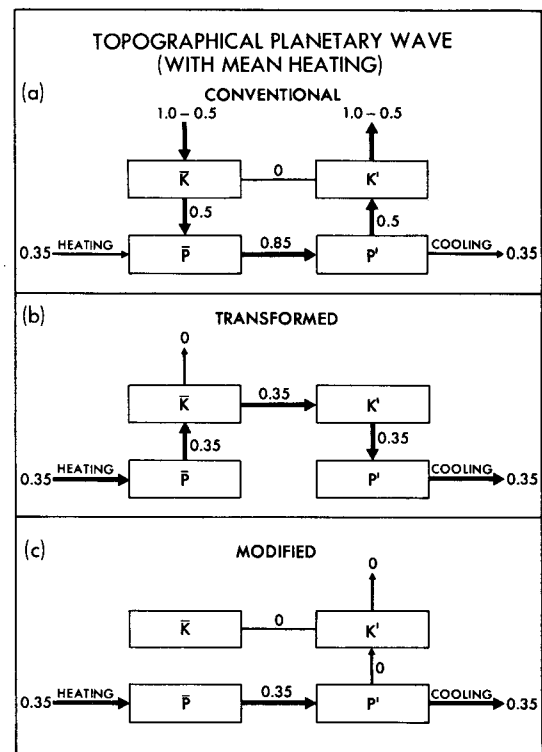 TOPOGRAPHICAL PLANETARY WAVE
(WITH MEAN HEATING)
(a)
CONVENTIONAL
1.0-0.5 1.0-0.5
K̄ 0 K'
0.5 0.5
0.35 HEATING P̄ 0.85 P' COOLING 0.35
(b)
TRANSFORMED
0
K̄ 0.35 K'
0.35 0.35
0.35 HEATING P̄ P' COOLING 0.35
(c)
MODIFIED
0
K̄ 0 K'
0
0.35 HEATING P̄ 0.35 P' COOLING 0.35